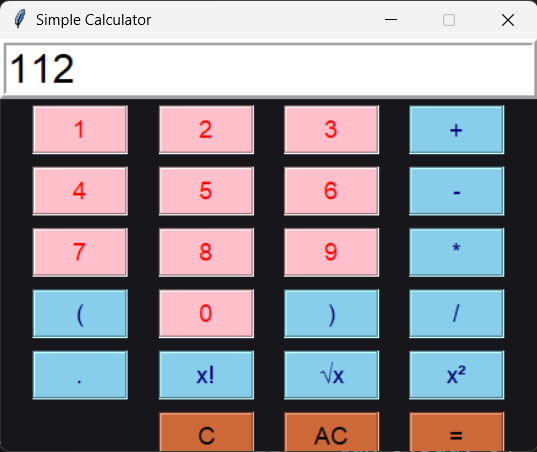 Simple Calculator
112
1 2 3 +
4 5 6 -
7 8 9 *
( 0 ) /
. x! √x x²
C AC =